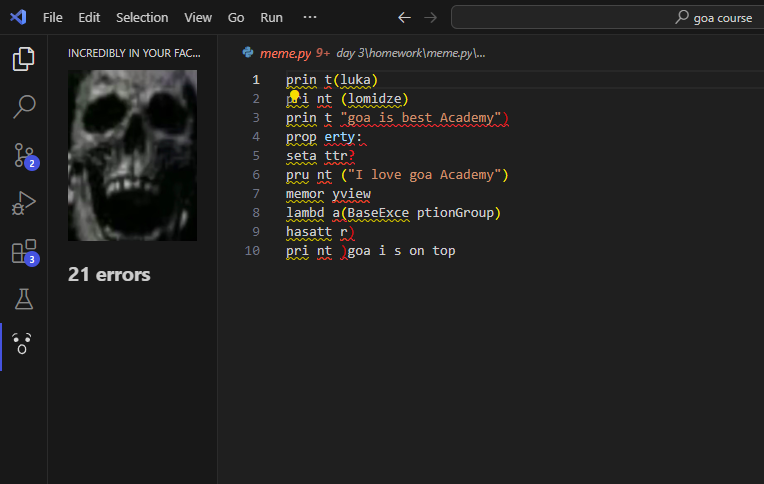 File Edit Selection View Go Run ··· goa course
INCREDIBLY IN YOUR FAC...
21 errors
meme.py 9+ day 3\homework\meme.py\...
1 prin t(luka)
2 pri nt (lomidze)
3 prin t "goa is best Academy")
4 prop erty:
5 seta ttr?
6 pru nt ("I love goa Academy")
7 memor yview
8 lambd a(BaseExce ptionGroup)
9 hasatt r)
10 pri nt )goa i s on top
2
3